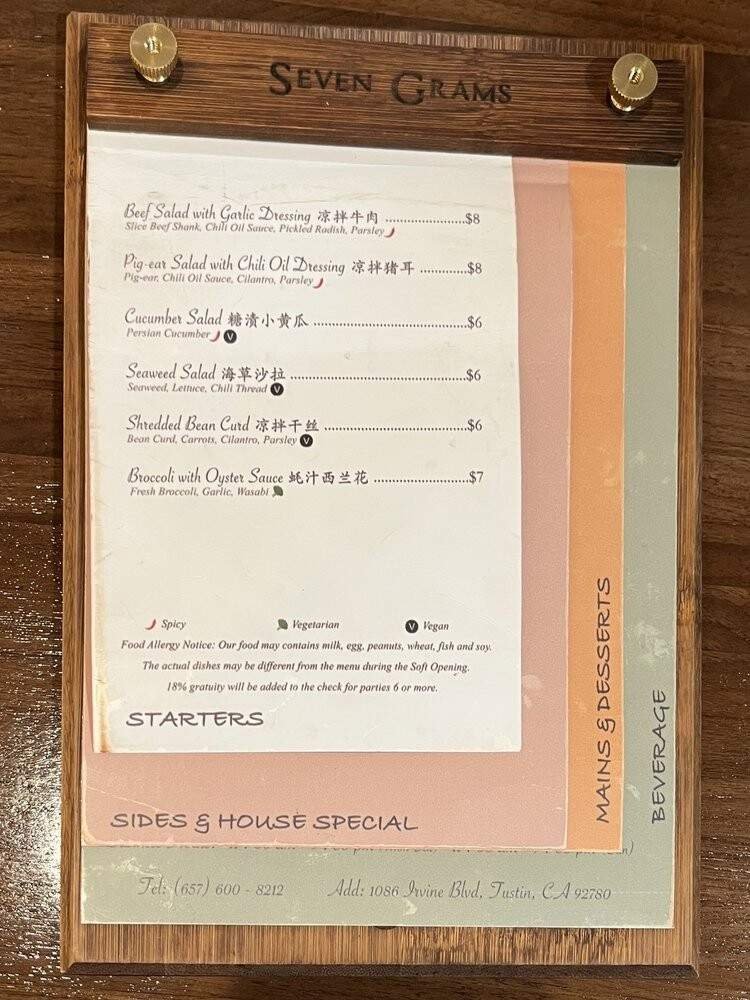 SEVEN GRAMS
Beef Salad with Garlic Dressing 凉拌牛肉 ......................$8
Slice Beef Shank, Chili Oil Sauce, Pickled Radish, Parsley
Pig-ear Salad with Chili Oil Dressing 凉拌猪耳 .............$8
Pig-ear, Chili Oil Sauce, Cilantro, Parsley
Cucumber Salad 糖渍小黄瓜 ..........................................$6
Persian Cucumber V
Seaweed Salad 海草沙拉 ................................................$6
Seaweed, Lettuce, Chili Thread V
Shredded Bean Curd 凉拌干丝 .......................................$6
Bean Curd, Carrots, Cilantro, Parsley V
Broccoli with Oyster Sauce 蚝汁西兰花 ..........................$7
Fresh Broccoli, Garlic, Wasabi
Spicy Vegetarian V Vegan
Food Allergy Notice: Our food may contains milk, egg, peanuts, wheat, fish and soy.
The actual dishes may be different from the menu during the Soft Opening.
18% gratuity will be added to the check for parties 6 or more.
STARTERS
SIDES & HOUSE SPECIAL
MAINS & DESSERTS
BEVERAGE
Tel: (657) 600 - 8212 Add: 1086 Irvine Blvd, Tustin, CA 92780